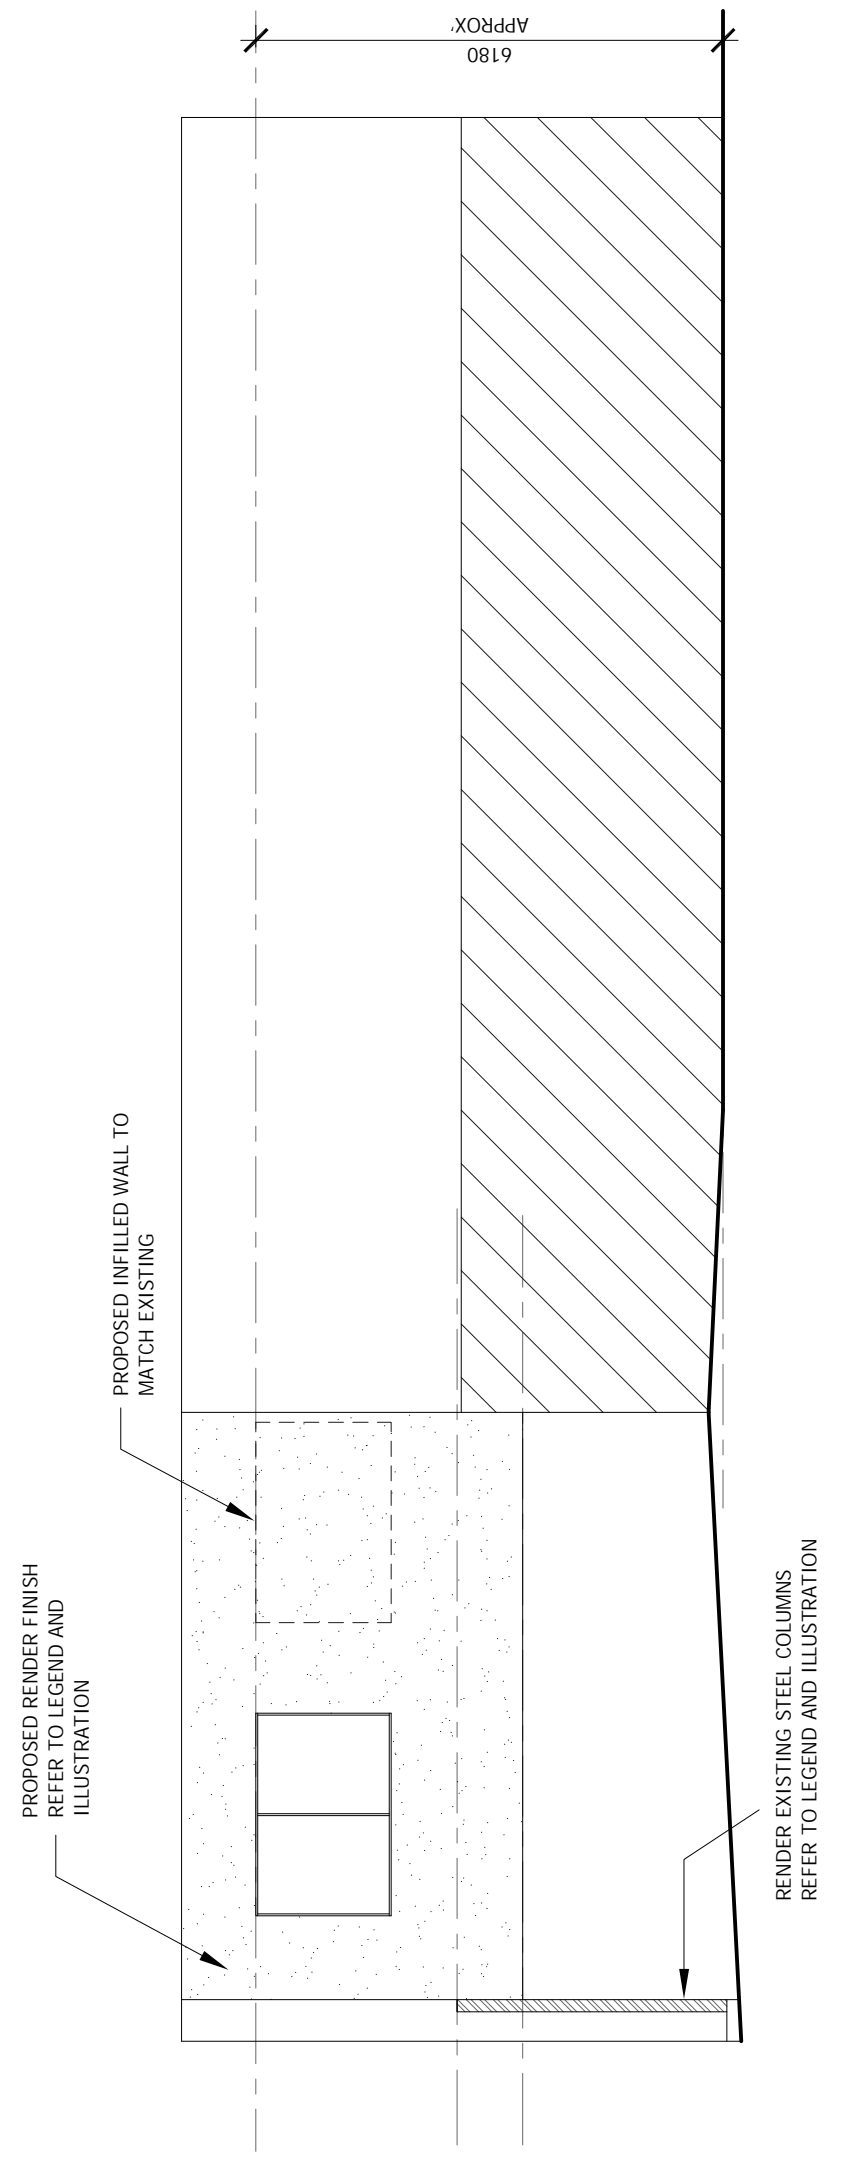 PROPOSED RENDER FINISH
REFER TO LEGEND AND
ILLUSTRATION
PROPOSED INFILLED WALL TO
MATCH EXISTING
RENDER EXISTING STEEL COLUMNS
REFER TO LEGEND AND ILLUSTRATION
6180
APPROX'